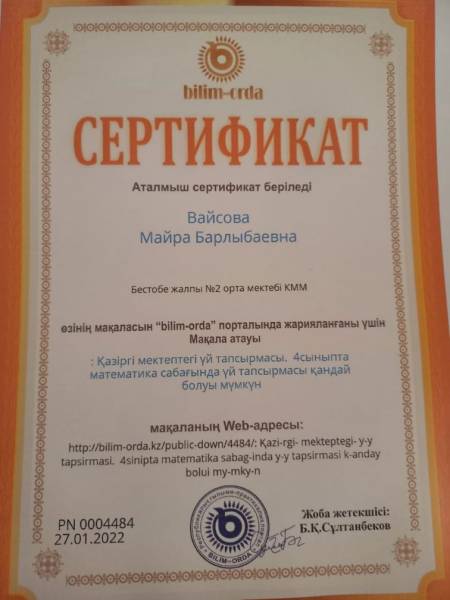 bilim-orda
СЕРТИФИКАТ
Аталмыш сертификат беріледі
Вайсова
Майра Барлыбаевна
Бестобе жалпы №2 орта мектебі КММ
өзінің мақаласын “bilim-orda” порталында жарияланғаны үшін
Мақала атауы
: Қазіргі мектептегі үй тапсырмасы. 4сыныпта
математика сабағында үй тапсырмасы қандай
болуы мүмкүн
мақаланың Web-адресы:
http://bilim-orda.kz/public-down/4484/: Қazi-rgi- mekteptegi- y-y
tapsirmasi. 4sinipta matematika sabag-inda y-y tapsirmasi k-anday
bolui my-mky-n
PN 0004484
27.01.2022
BILIM-ORDA
Жоба жетекшісі:
Б.Қ.Сұлтанбеков